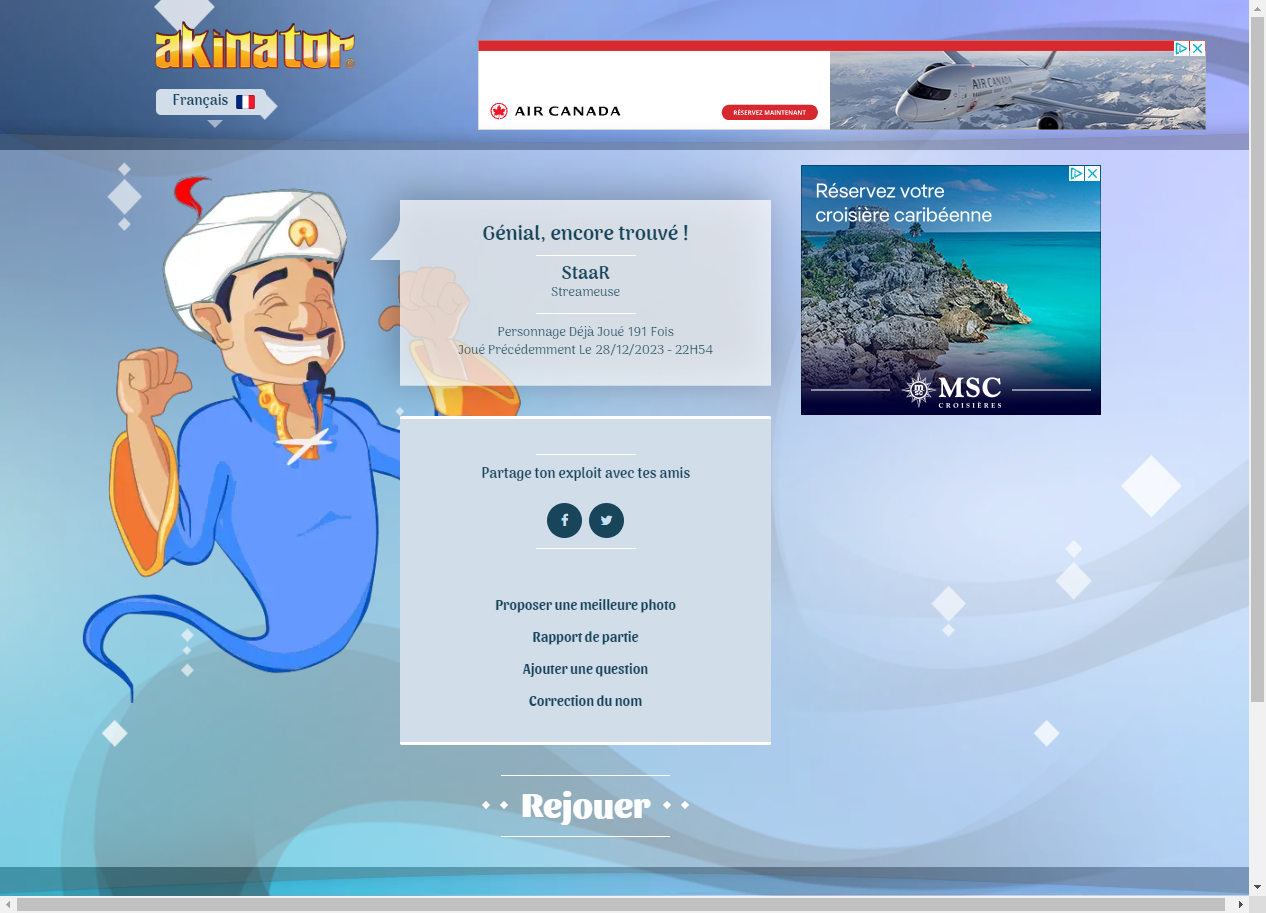 akinator
Français
AIR CANADA
RÉSERVEZ MAINTENANT
Réservez votre
croisière caribéenne
MSC
CROISIÈRES
Génial, encore trouvé !
StaaR
Streameuse
Personnage Déjà Joué 191 Fois
Joué Précédemment Le 28/12/2023 - 22H54
Partage ton exploit avec tes amis
Proposer une meilleure photo
Rapport de partie
Ajouter une question
Correction du nom
Rejouer